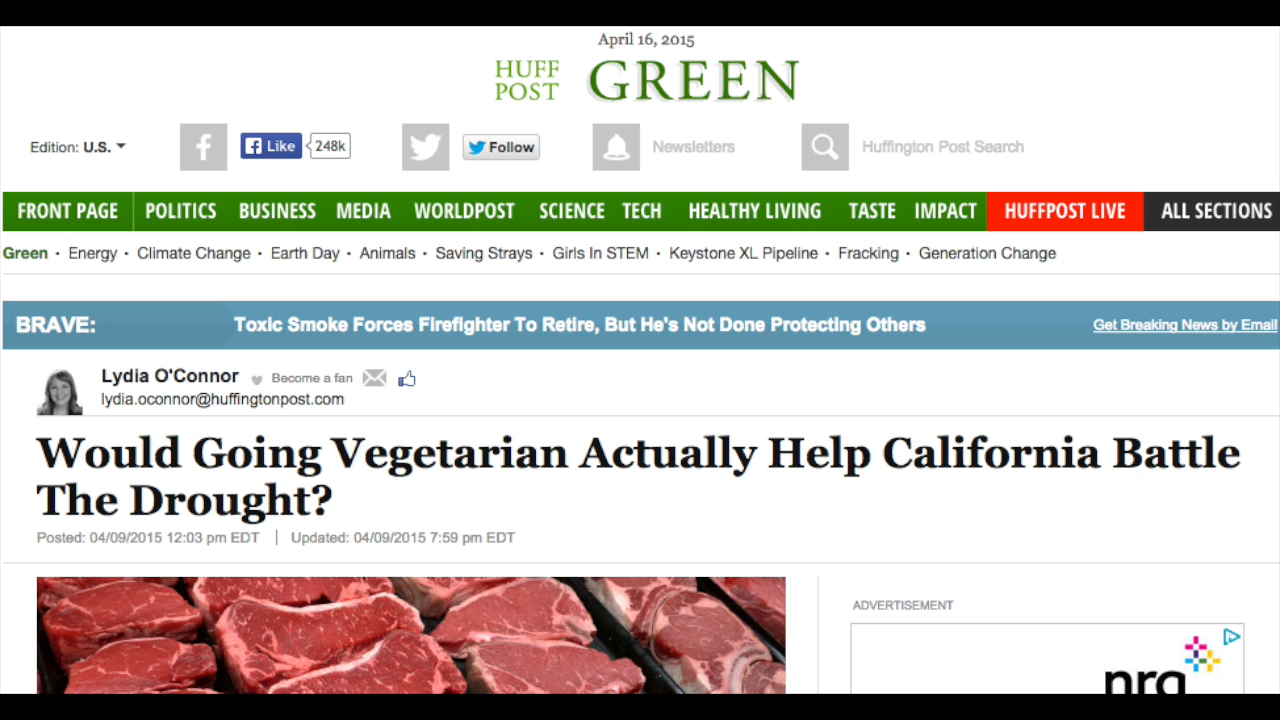 April 16, 2015
HUFF
POST
GREEN
Edition: U.S.
Like
248k
Follow
Newsletters
Huffington Post Search
FRONT PAGE POLITICS BUSINESS MEDIA WORLDPOST SCIENCE TECH HEALTHY LIVING TASTE IMPACT HUFFPOST LIVE ALL SECTIONS
Green · Energy · Climate Change · Earth Day · Animals · Saving Strays · Girls In STEM · Keystone XL Pipeline · Fracking · Generation Change
BRAVE: Toxic Smoke Forces Firefighter To Retire, But He's Not Done Protecting Others Get Breaking News by Email
Lydia O'Connor Become a fan
lydia.oconnor@huffingtonpost.com
Would Going Vegetarian Actually Help California Battle
The Drought?
Posted: 04/09/2015 12:03 pm EDT | Updated: 04/09/2015 7:59 pm EDT
ADVERTISEMENT
nrg